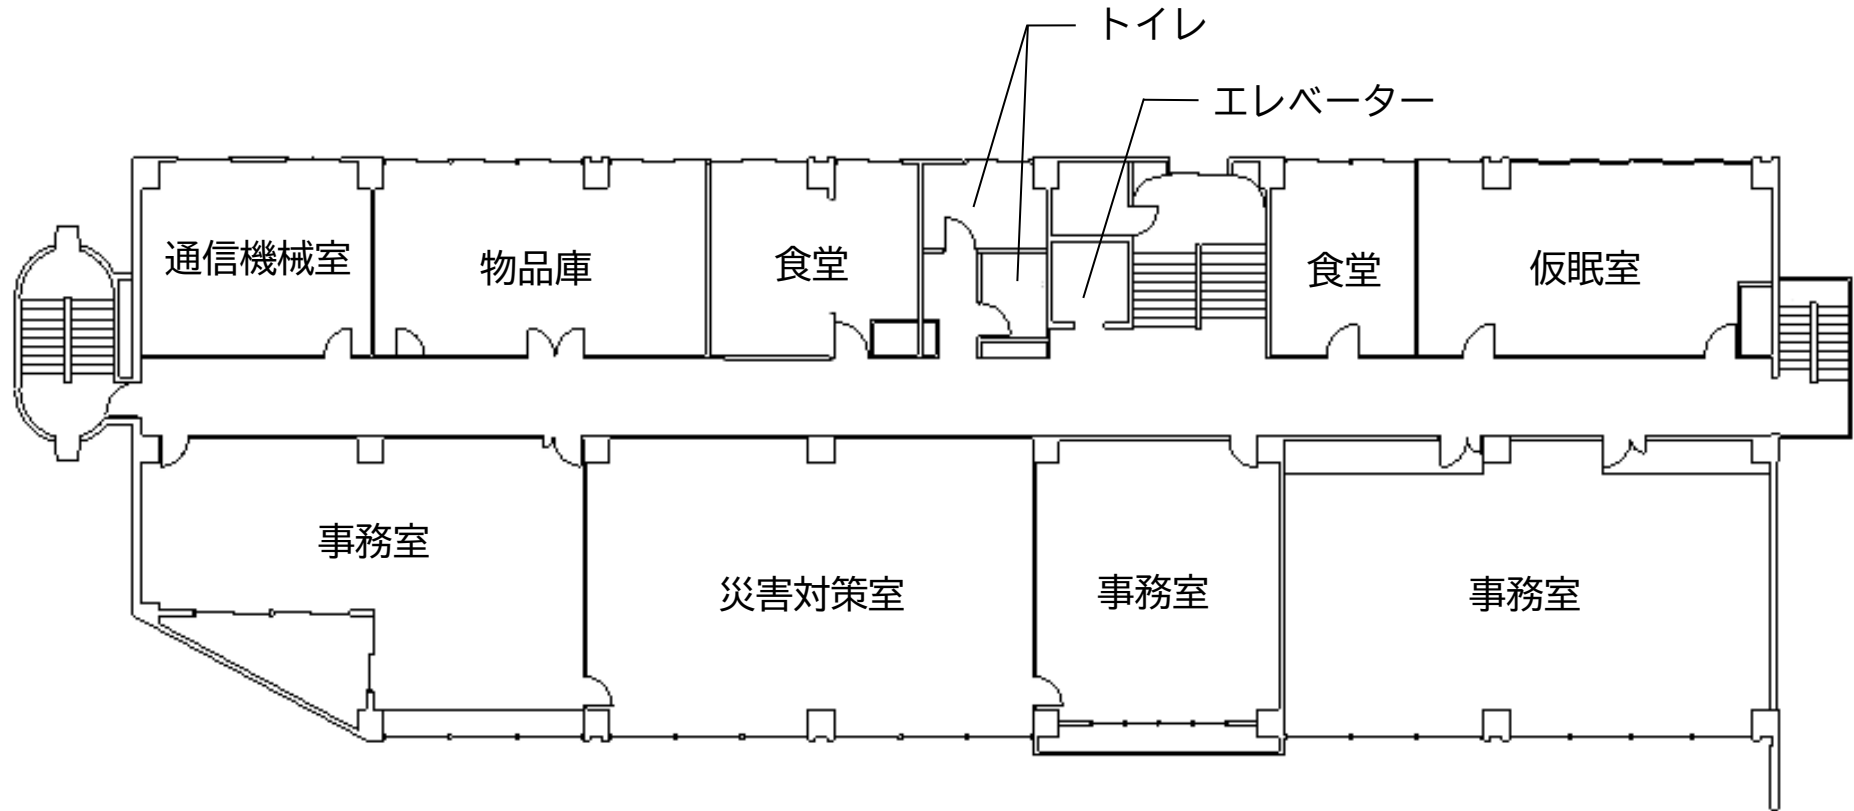 トイレ
エレベーター
通信機械室
物品庫
食堂
食堂
仮眠室
事務室
災害対策室
事務室
事務室